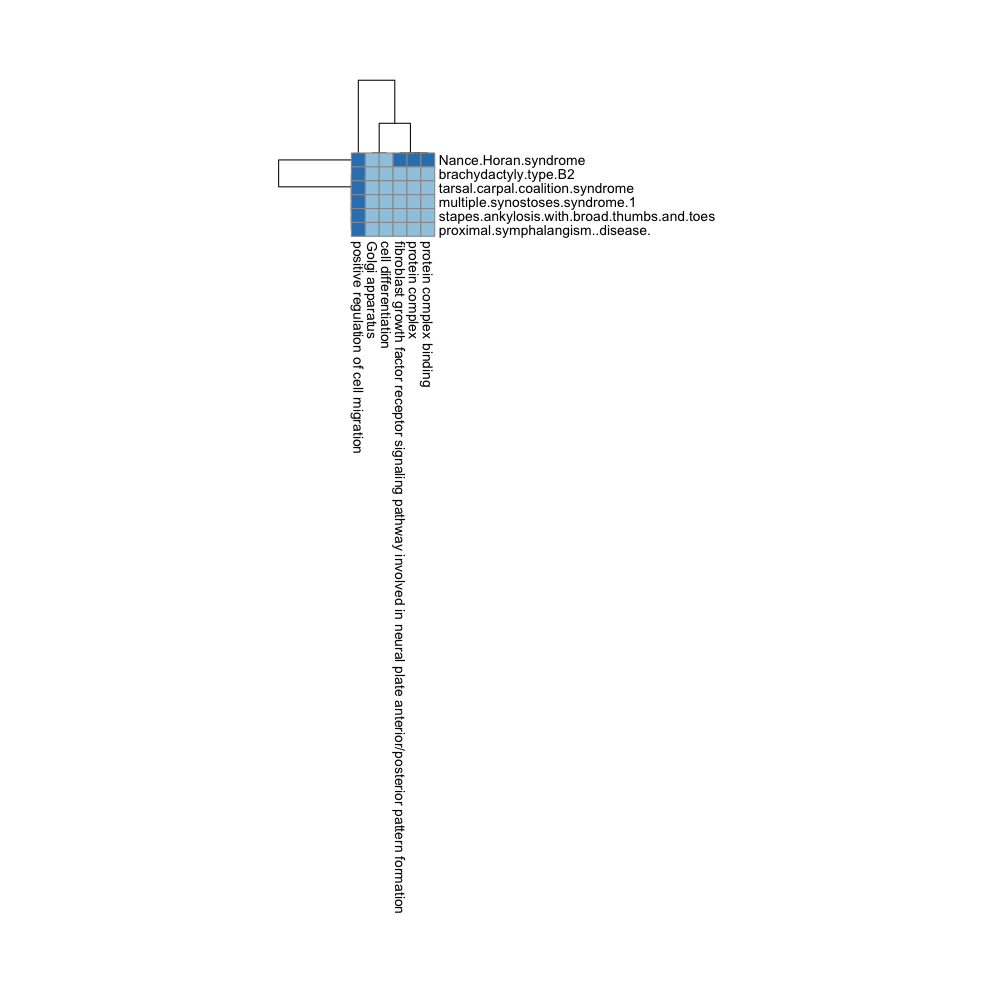 Nance.Horan.syndrome
brachydactyly.type.B2
tarsal.carpal.coalition.syndrome
multiple.synostoses.syndrome.1
stapes.ankylosis.with.broad.thumbs.and.toes
proximal.symphalangism..disease.
positive regulation of cell migration
Golgi apparatus
cell differentiation
fibroblast growth factor receptor signaling pathway involved in neural plate anterior/posterior pattern formation
protein complex
protein complex binding